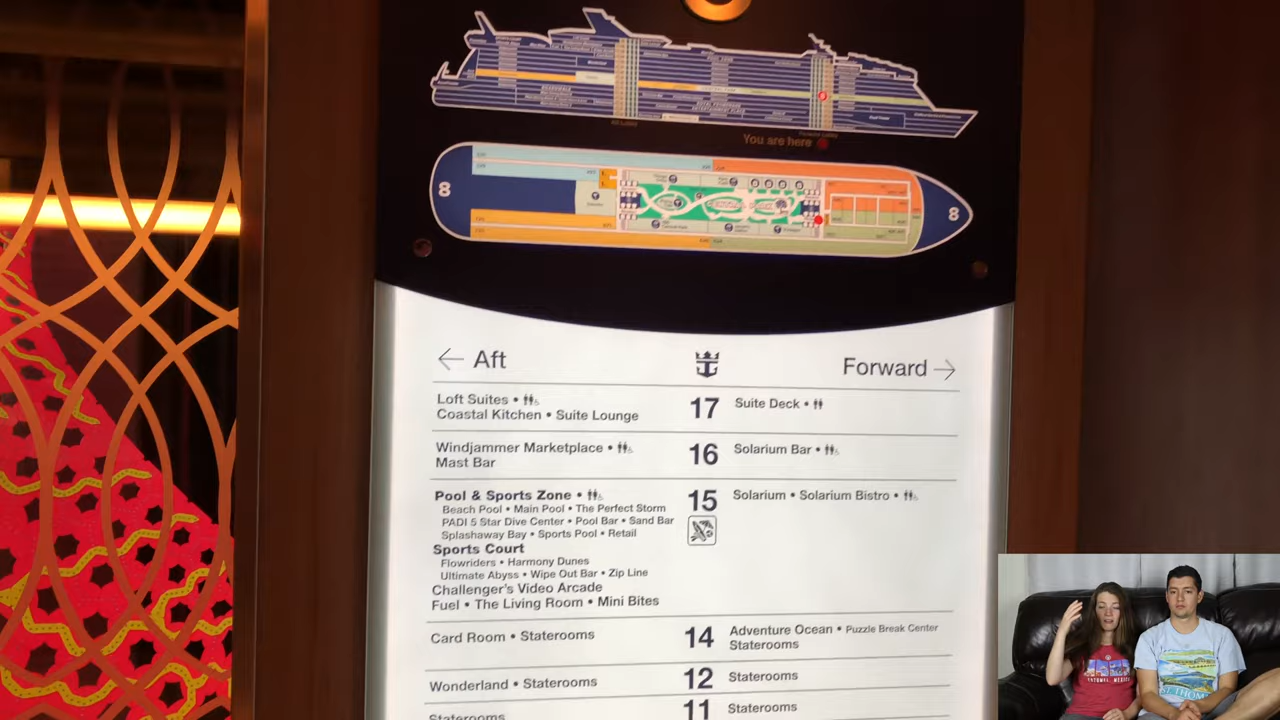 You are here
8
8
← Aft
Forward →
Loft Suites •
Coastal Kitchen • Suite Lounge
17
Suite Deck •
Windjammer Marketplace •
Mast Bar
16
Solarium Bar •
Pool & Sports Zone •
Beach Pool • Main Pool • The Perfect Storm
PADI 5 Star Dive Center • Pool Bar • Sand Bar
Splashaway Bay • Sports Pool • Retail
Sports Court
Flowriders • Harmony Dunes
Ultimate Abyss • Wipe Out Bar • Zip Line
Challenger's Video Arcade
Fuel • The Living Room • Mini Bites
15
Solarium • Solarium Bistro •
Card Room • Staterooms
14
Adventure Ocean • Puzzle Break Center
Staterooms
Wonderland • Staterooms
12
Staterooms
Staterooms
11
Staterooms